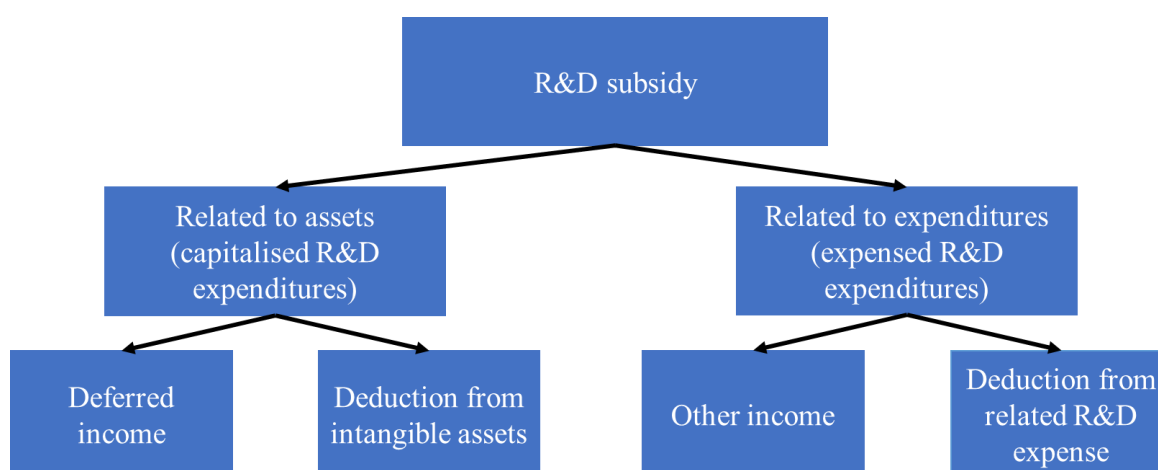 R&D subsidy
Related to assets
(capitalised R&D
expenditures)
Related to expenditures
(expensed R&D
expenditures)
Deferred
income
Deduction from
intangible assets
Other income
Deduction from
related R&D
expense